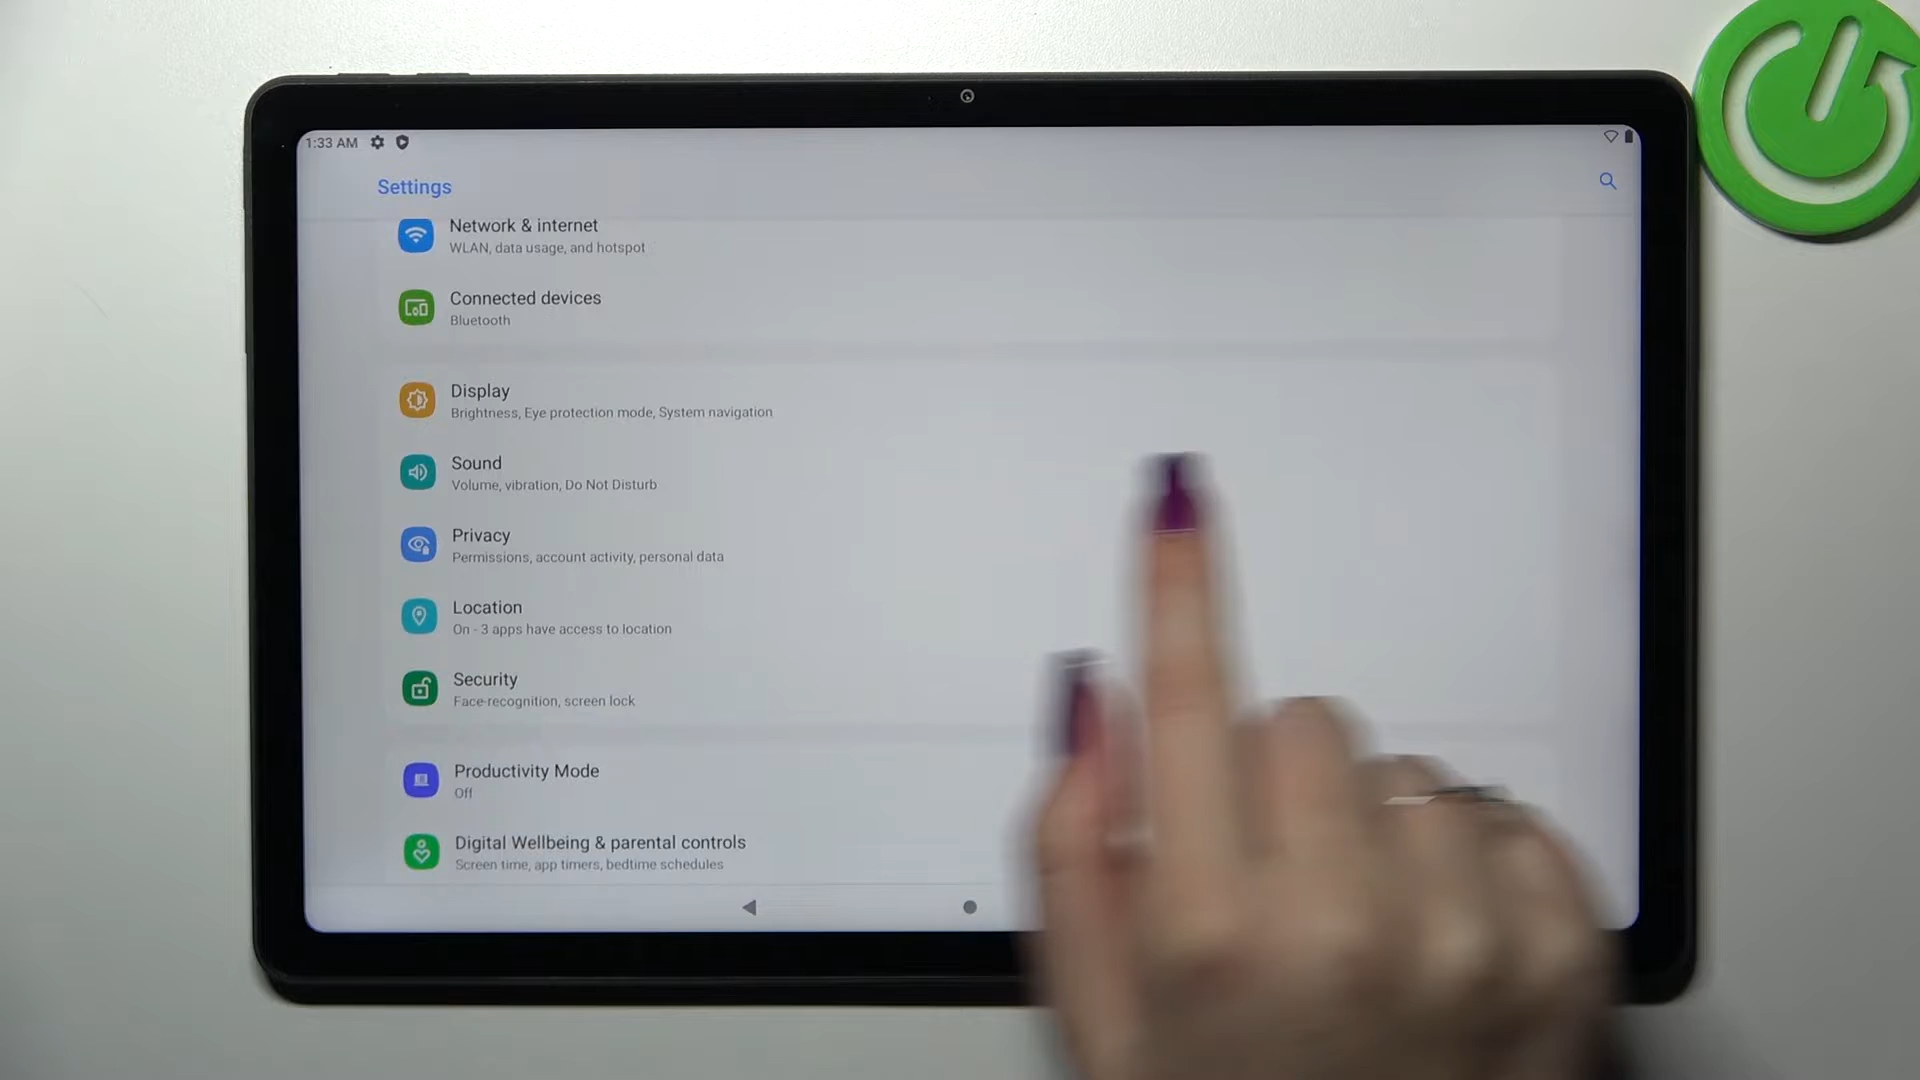 1:33 AM
Settings
Network & internet
WLAN, data usage, and hotspot
Connected devices
Bluetooth
Display
Brightness, Eye protection mode, System navigation
Sound
Volume, vibration, Do Not Disturb
Privacy
Permissions, account activity, personal data
Location
On - 3 apps have access to location
Security
Face-recognition, screen lock
Productivity Mode
Off
Digital Wellbeing & parental controls
Screen time, app timers, bedtime schedules